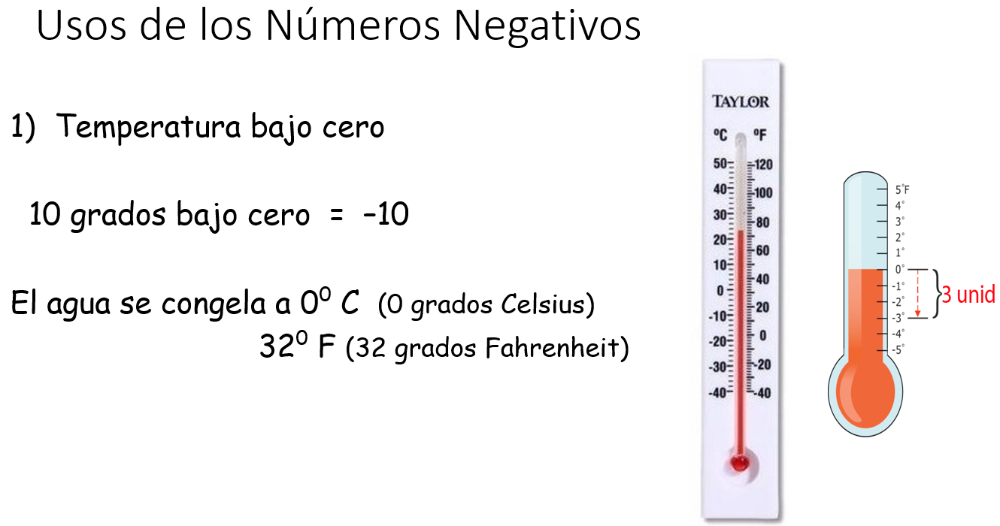 Usos de los Números Negativos
1) Temperatura bajo cero
10 grados bajo cero = -10
El agua se congela a 0⁰ C (0 grados Celsius)
32⁰ F (32 grados Fahrenheit)
TAYLOR
ºC ºF
50 120
40 100
30 80
20 60
10 40
0 20
-10 0
-20 -20
-30 -40
-40
5°F
4°
3°
2°
1°
0°
-1°
-2°
-3°
-4°
-5°
3 unid